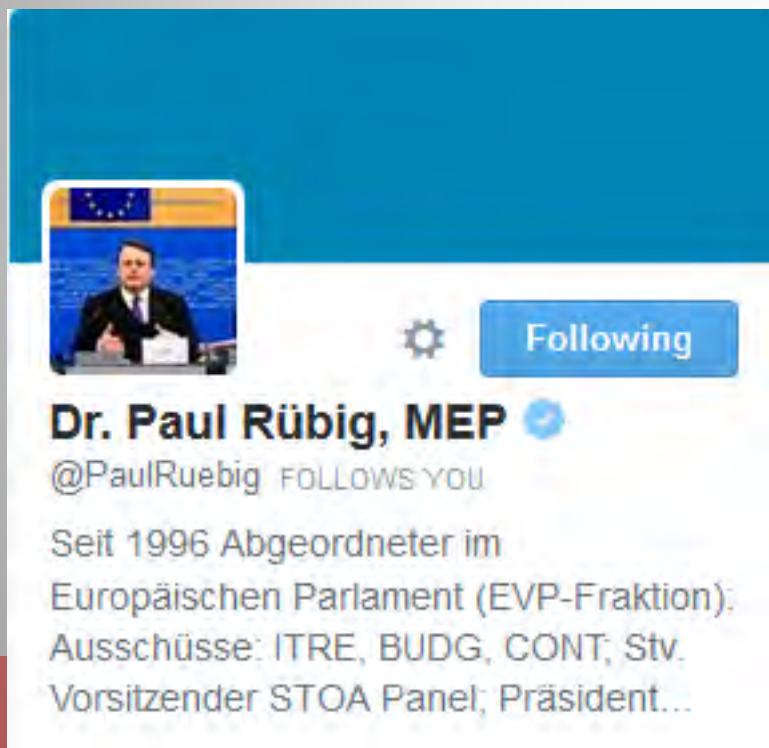 Following
Dr. Paul Rübig, MEP
@PaulRuebig FOLLOWS YOU
Seit 1996 Abgeordneter im
Europäischen Parlament (EVP-Fraktion).
Ausschüsse: ITRE, BUDG, CONT; Stv.
Vorsitzender STOA Panel; Präsident...